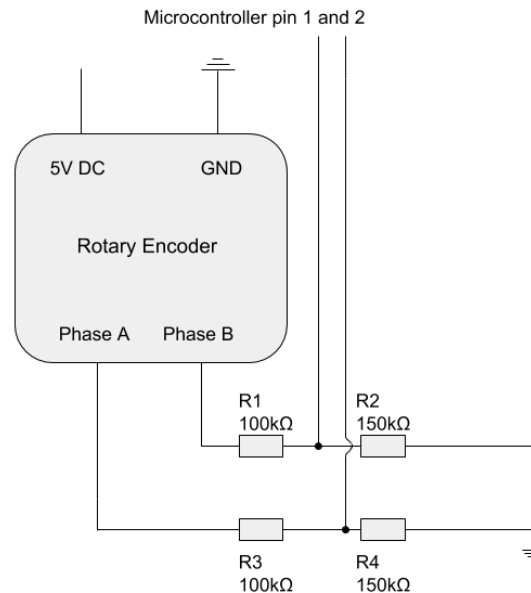 Microcontroller pin 1 and 2
5V DC
GND
Rotary Encoder
Phase A
Phase B
R1
100kΩ
R2
150kΩ
R3
100kΩ
R4
150kΩ